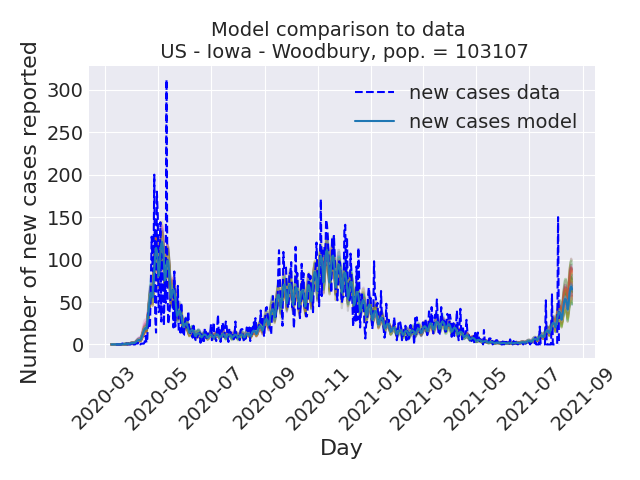 Model comparison to data
US - Iowa - Woodbury, pop. = 103107
Number of new cases reported
300
250
200
150
100
50
0
new cases data
new cases model
2020-03
2020-05
2020-07
2020-09
2020-11
2021-01
2021-03
2021-05
2021-07
2021-09
Day